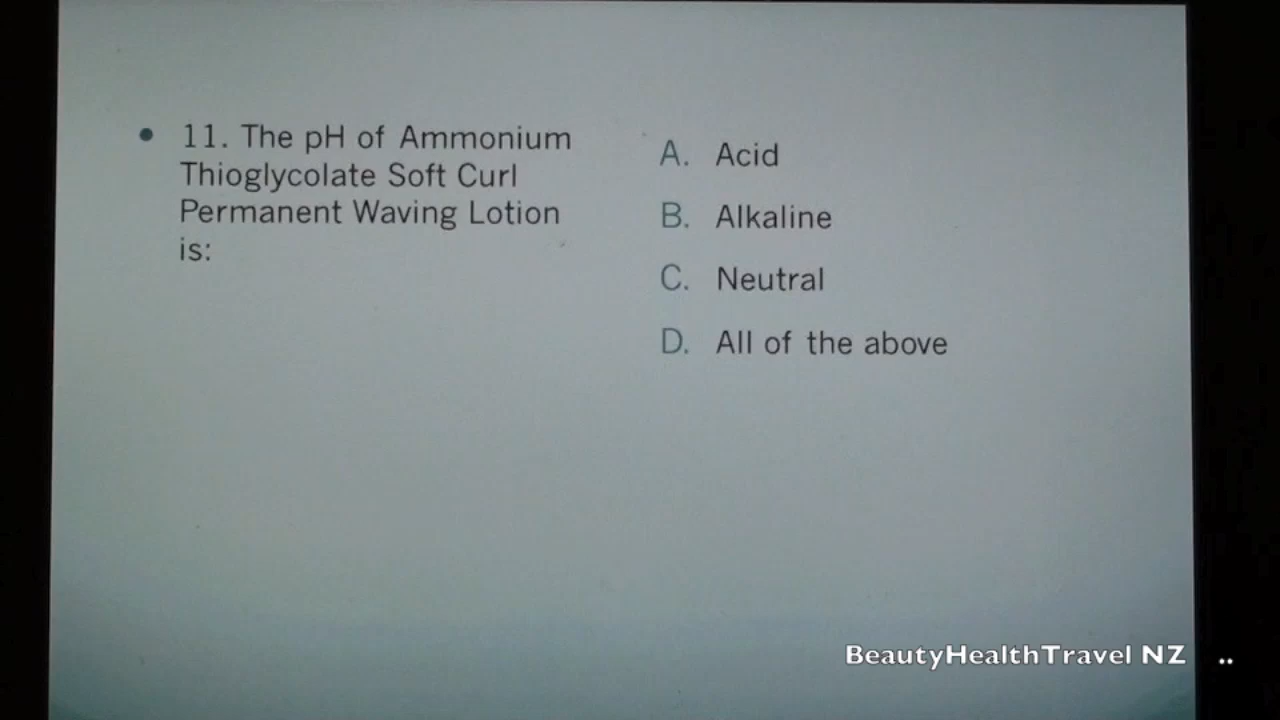 • 11. The pH of Ammonium
Thioglycolate Soft Curl
Permanent Waving Lotion
is:
A. Acid
B. Alkaline
C. Neutral
D. All of the above
BeautyHealthTravel NZ ..